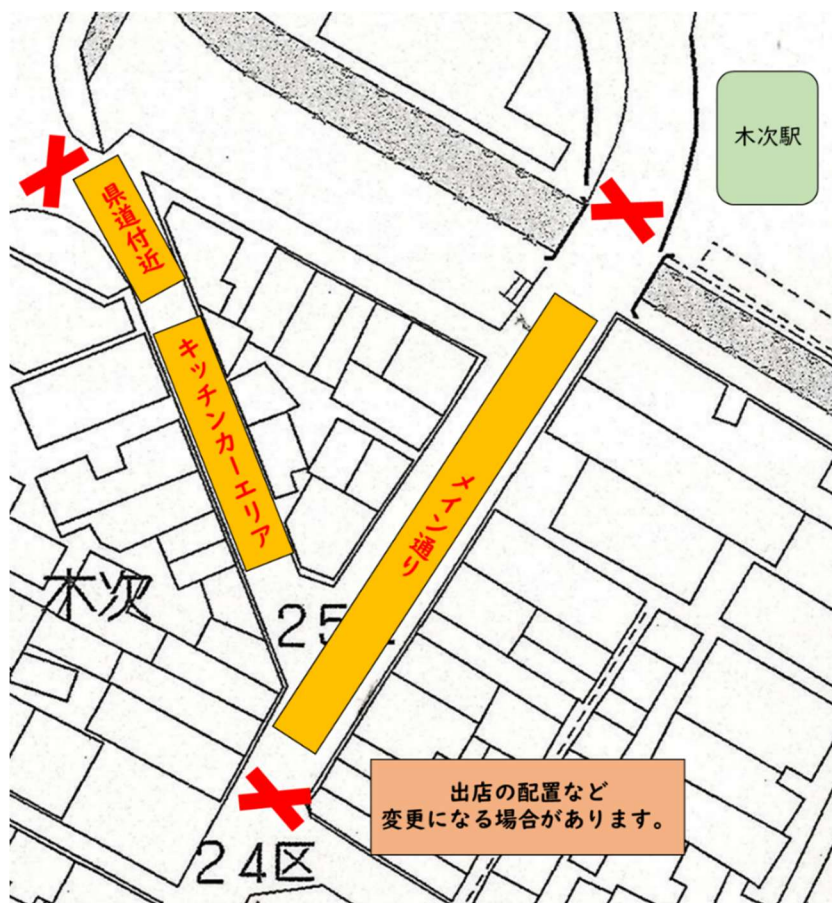 木次駅
県道付近
キッチンカーエリア
メイン通り
木次
25
出店の配置など
変更になる場合があります。
24区